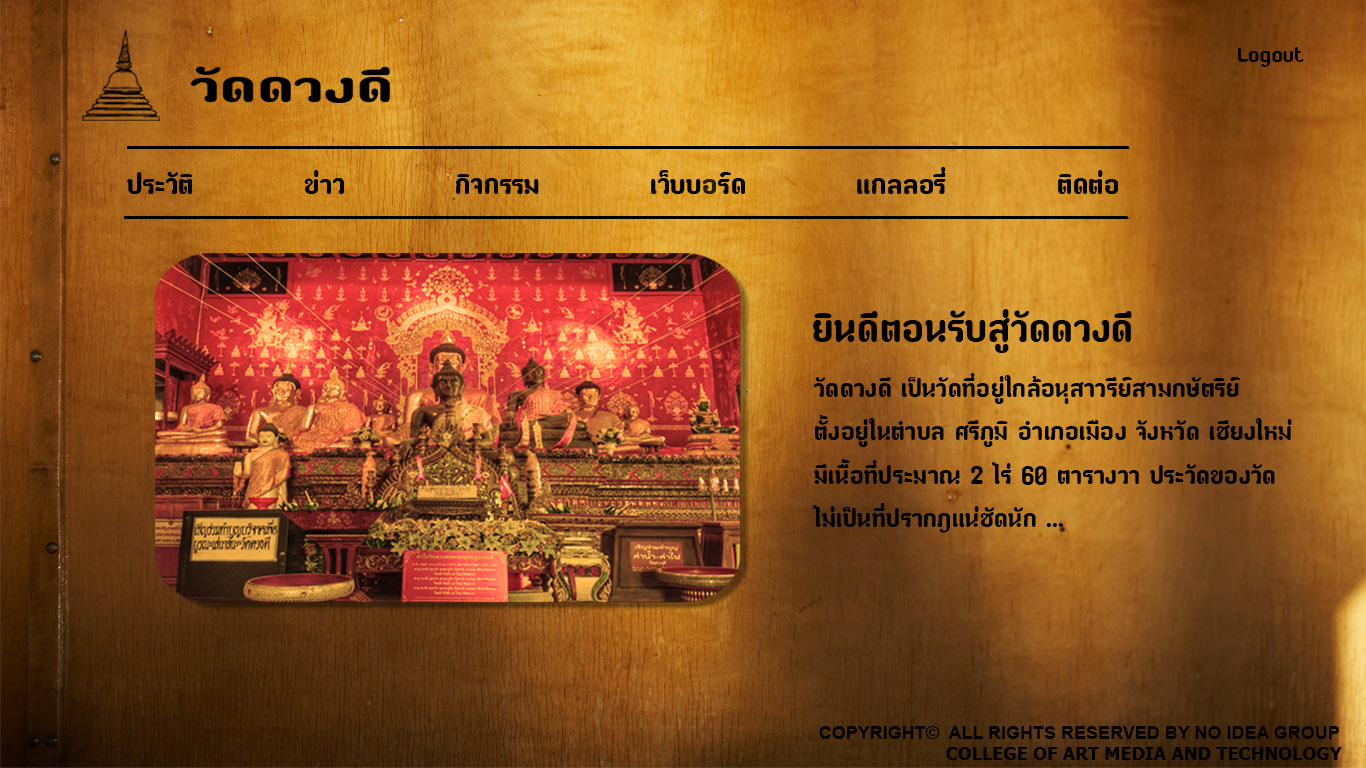 วัดดวงดี
Logout
ประวัติ ข่าว กิจกรรม เว็บบอร์ด แกลลอรี่ ติดต่อ
ยินดีตอนรับสู่วัดดวงดี
วัดดวงดี เป็นวัดที่อยู่ใกล้อนุสาวรีย์สามกษัตริย์
ตั้งอยู่ในตำบล ศรีภูมิ อำเภอเมือง จังหวัด เชียงใหม่
มีเนื้อที่ประมาณ 2 ไร่ 60 ตารางวา ประวัดของวัด
ไม่เป็นที่ปรากฏแน่ชัดนัก ...
COPYRIGHT© ALL RIGHTS RESERVED BY NO IDEA GROUP
COLLEGE OF ART MEDIA AND TECHNOLOGY